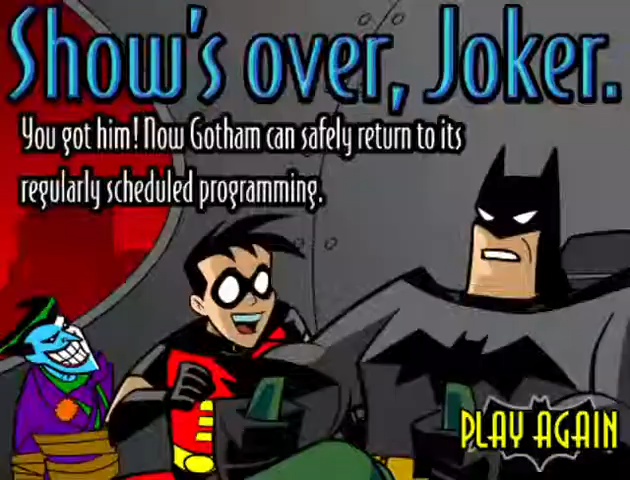 Show's over, Joker.
You got him! Now Gotham can safely return to its
regularly scheduled programming.
PLAY AGAIN